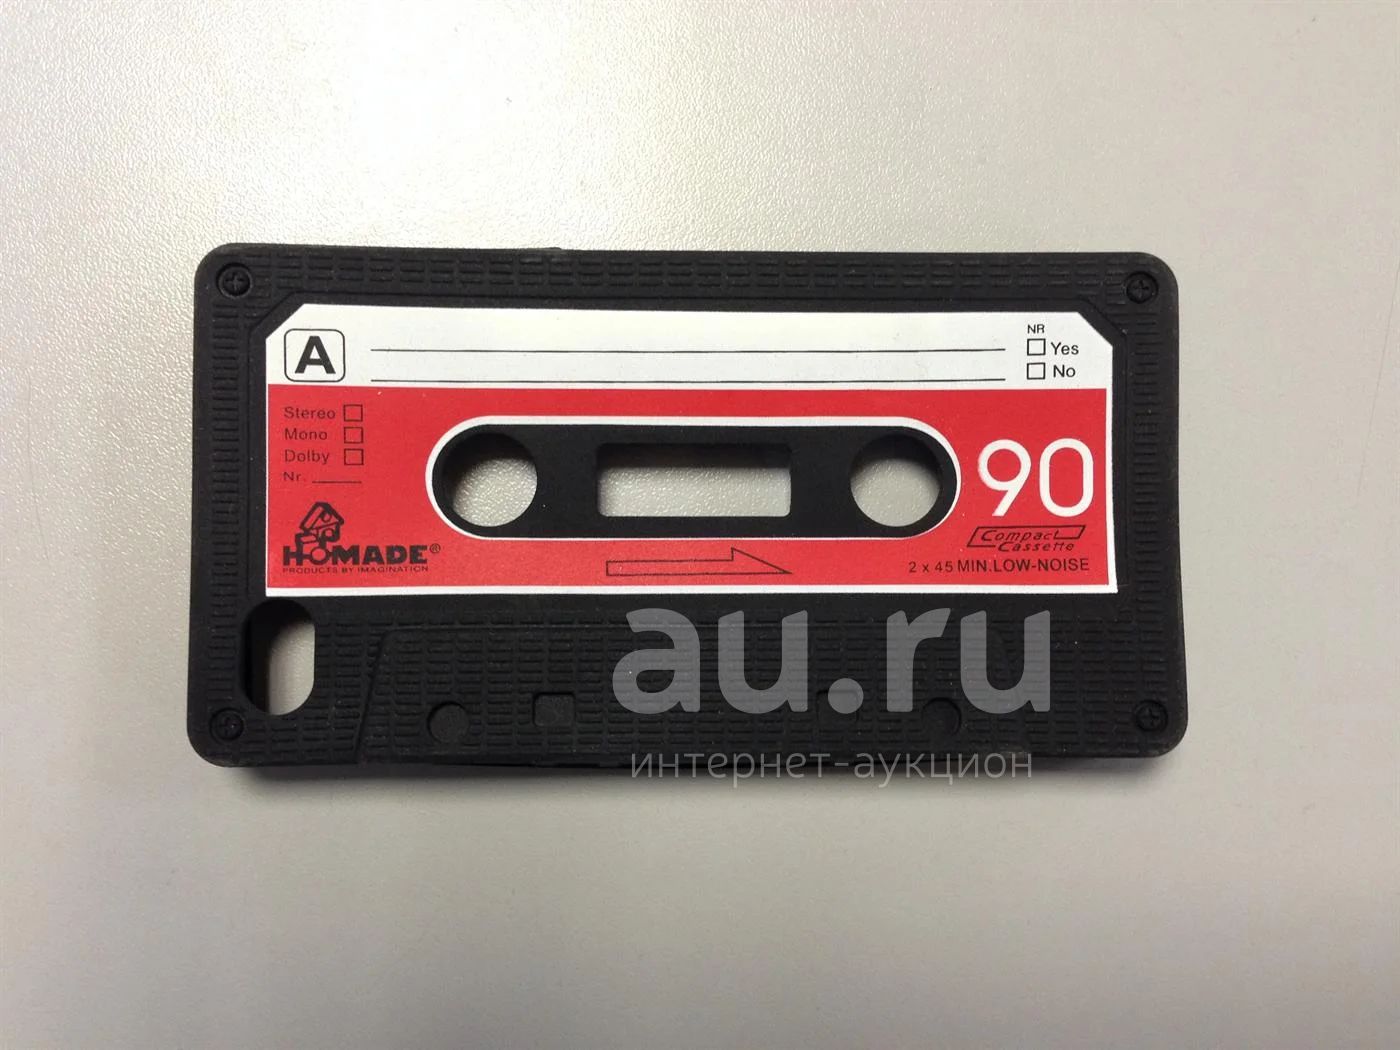 A
NR
Yes
No
Stereo
Mono
Dolby
Nr.
90
HOMADE®
PRODUCTS BY IMAGINATION
Compact
Cassette
2 x 45 MIN.LOW-NOISE
au.ru
интернет-аукцион